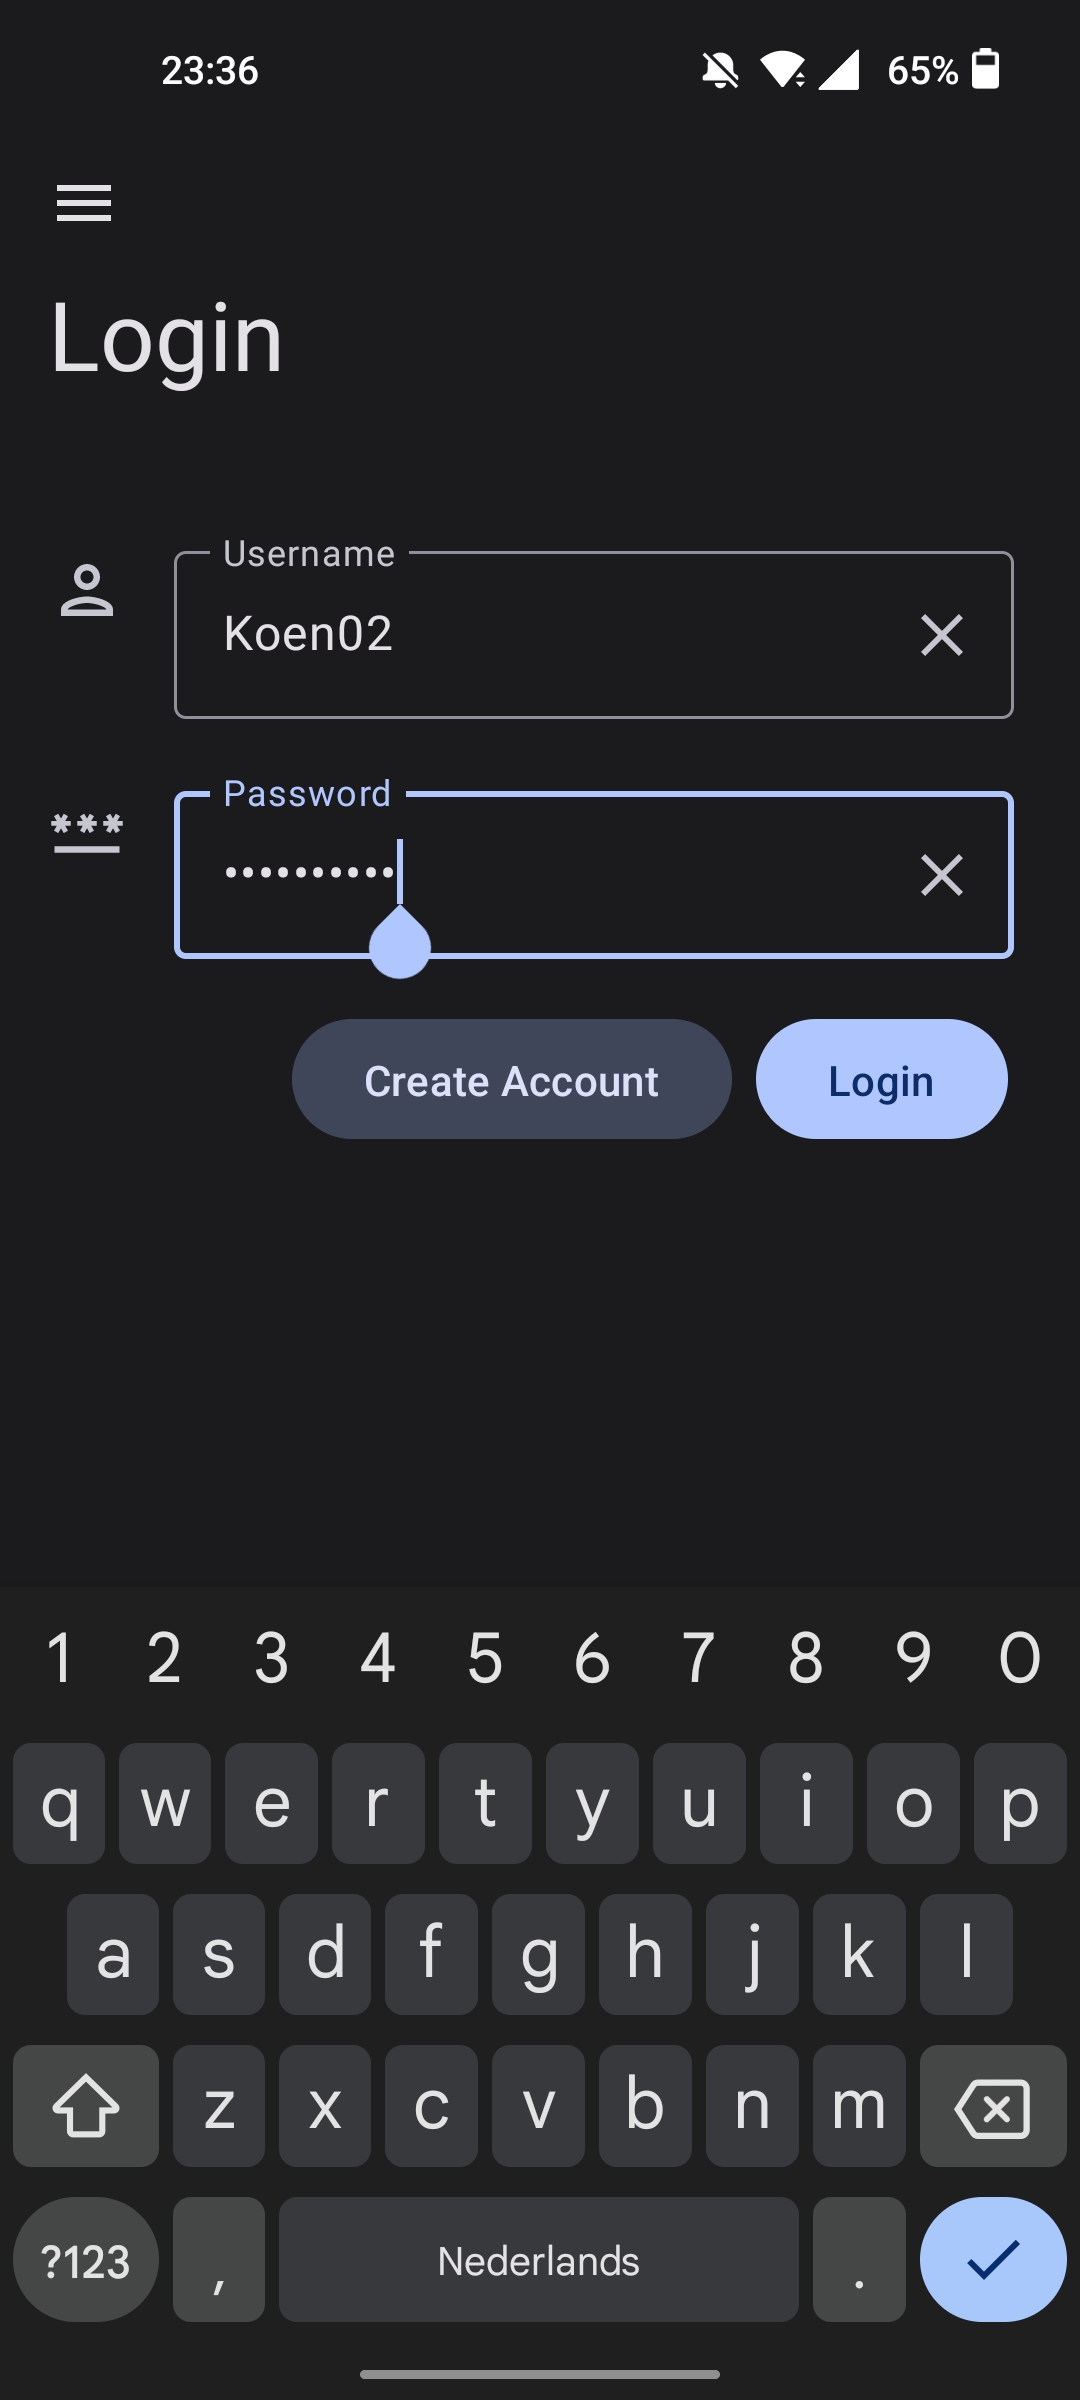 23:36 65%
Login
Username
Koen02
Password
••••••••••
Create Account Login
1 2 3 4 5 6 7 8 9 0
q w e r t y u i o p
a s d f g h j k l
z x c v b n m
?123 , Nederlands .